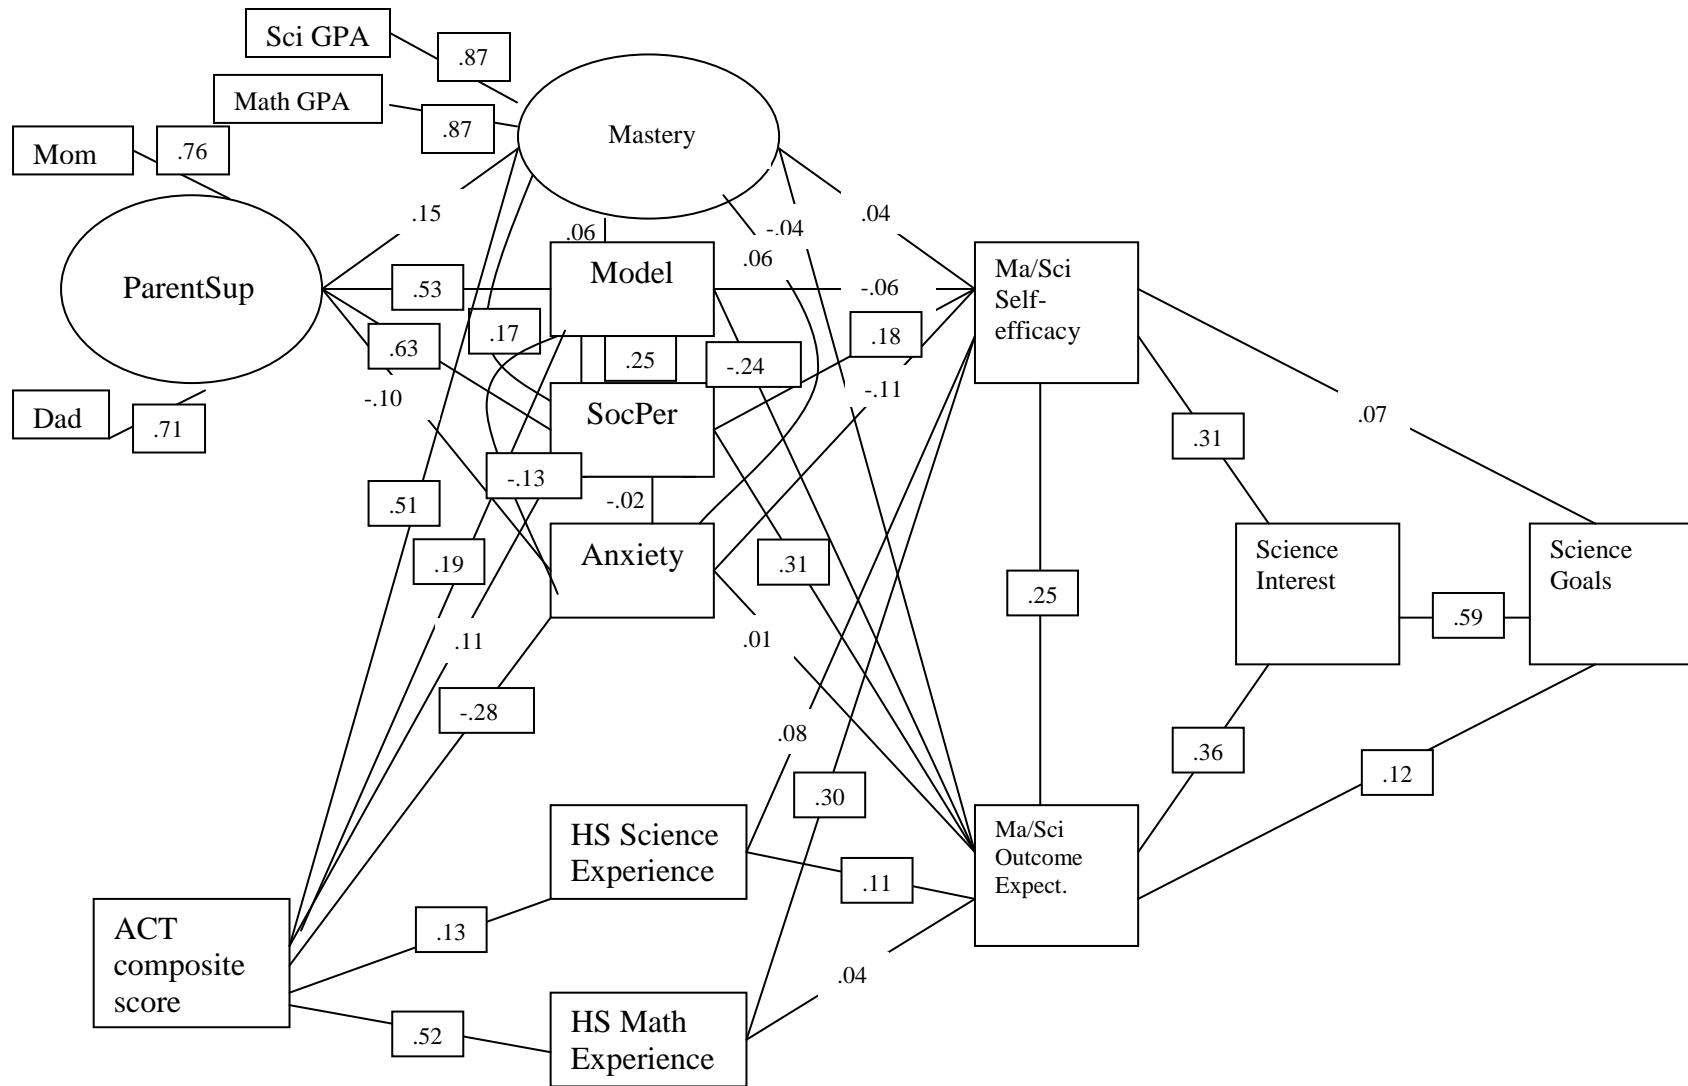 Sci GPA
.87
Math GPA
.87
Mastery
Mom
.76
.15
.04
.06
-.04
.06
ParentSup
.53
Model
-.06
Ma/Sci
Self-
efficacy
.63
.17
.25
-.24
.18
-.10
SocPer
-.11
Dad
.71
.31
.07
-.13
-.02
.51
.19
Anxiety
.31
.25
Science
Interest
.59
Science
Goals
.11
.01
-.28
.08
.30
.36
.12
HS Science
Experience
Ma/Sci
Outcome
Expect.
.11
ACT
composite
score
.13
.04
.52
HS Math
Experience